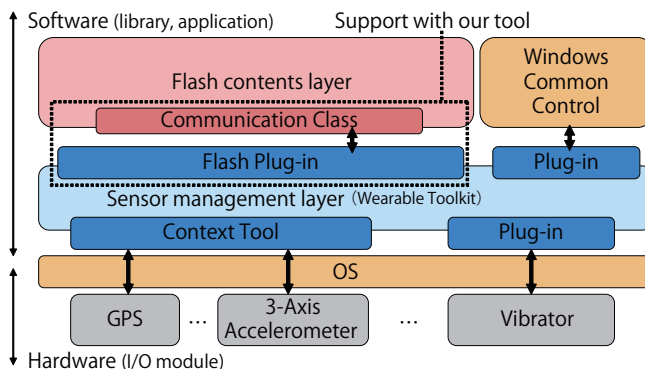 Software (library, application)
Support with our tool
Flash contents layer
Windows
Common
Control
Communication Class
Flash Plug-in
Plug-in
Sensor management layer (Wearable Toolkit)
Context Tool
Plug-in
OS
GPS
...
3-Axis
Accelerometer
...
Vibrator
Hardware (I/O module)